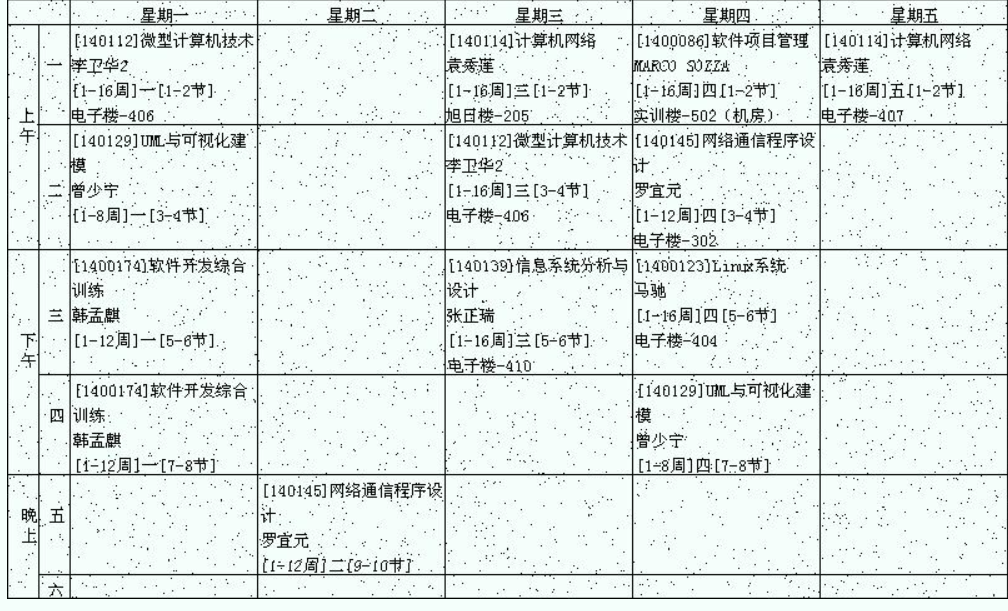 星期一 星期二 星期三 星期四 星期五
上午
一
[140112]微型计算机技术
李卫华2
[1-16周]一[1-2节]
电子楼-406
[140114]计算机网络
袁秀莲
[1-16周]三[1-2节]
旭日楼-205
[1400086]软件项目管理
MARCO SOZZA
[1-16周]四[1-2节]
实训楼-502（机房）
[140114]计算机网络
袁秀莲
[1-16周]五[1-2节]
电子楼-407
二
[140129]UML与可视化建
模
曾少宁
[1-8周]一[3-4节]
[140112]微型计算机技术
李卫华2
[1-16周]三[3-4节]
电子楼-406
[140145]网络通信程序设
计
罗宜元
[1-12周]四[3-4节]
电子楼-302
下午
三
[1400174]软件开发综合
训练
韩孟麒
[1-12周]一[5-6节]
[140139]信息系统分析与
设计
张正瑞
[1-16周]三[5-6节]
电子楼-410
[1400123]Linux系统
马驰
[1-16周]四[5-6节]
电子楼-404
四
[1400174]软件开发综合
训练
韩孟麒
[1-12周]一[7-8节]
[140129]UML与可视化建
模
曾少宁
[1-8周]四[7-8节]
晚上
五
[140145]网络通信程序设
计
罗宜元
[1-12周]二[9-10节]
六